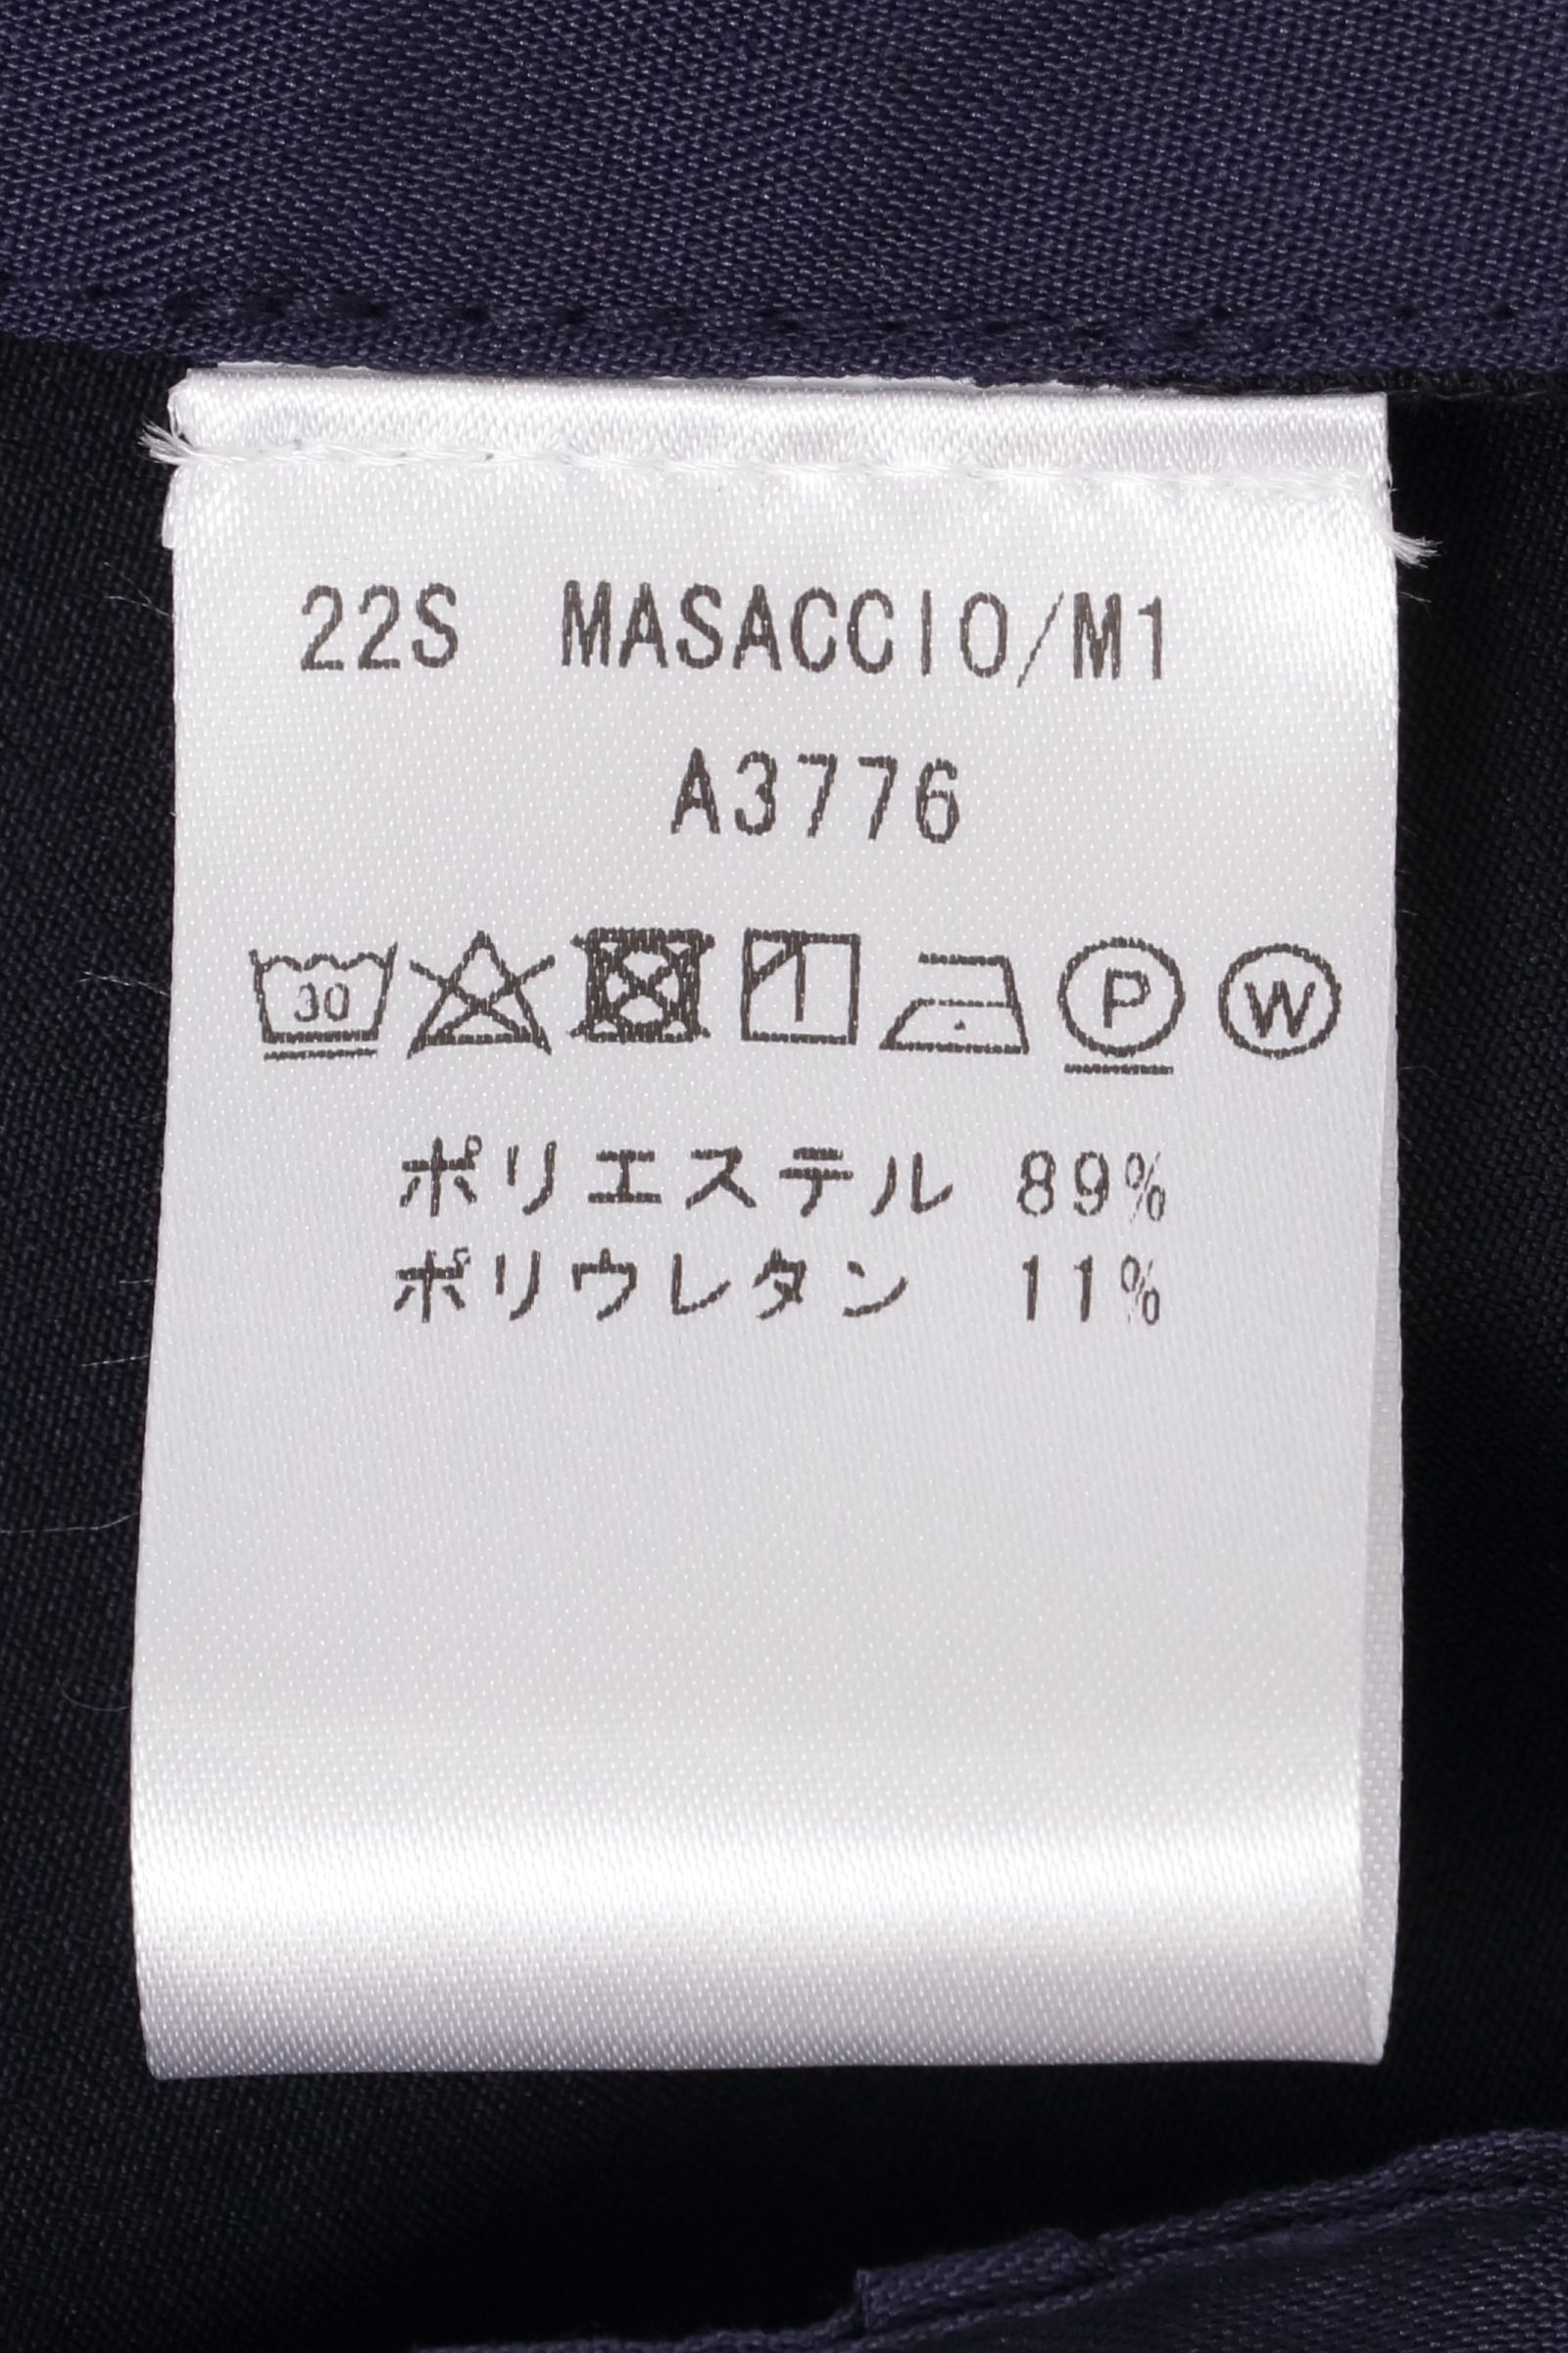 22S MASACCIO/M1
A3776
30 P W
ポリエステル 89%
ポリウレタン 11%